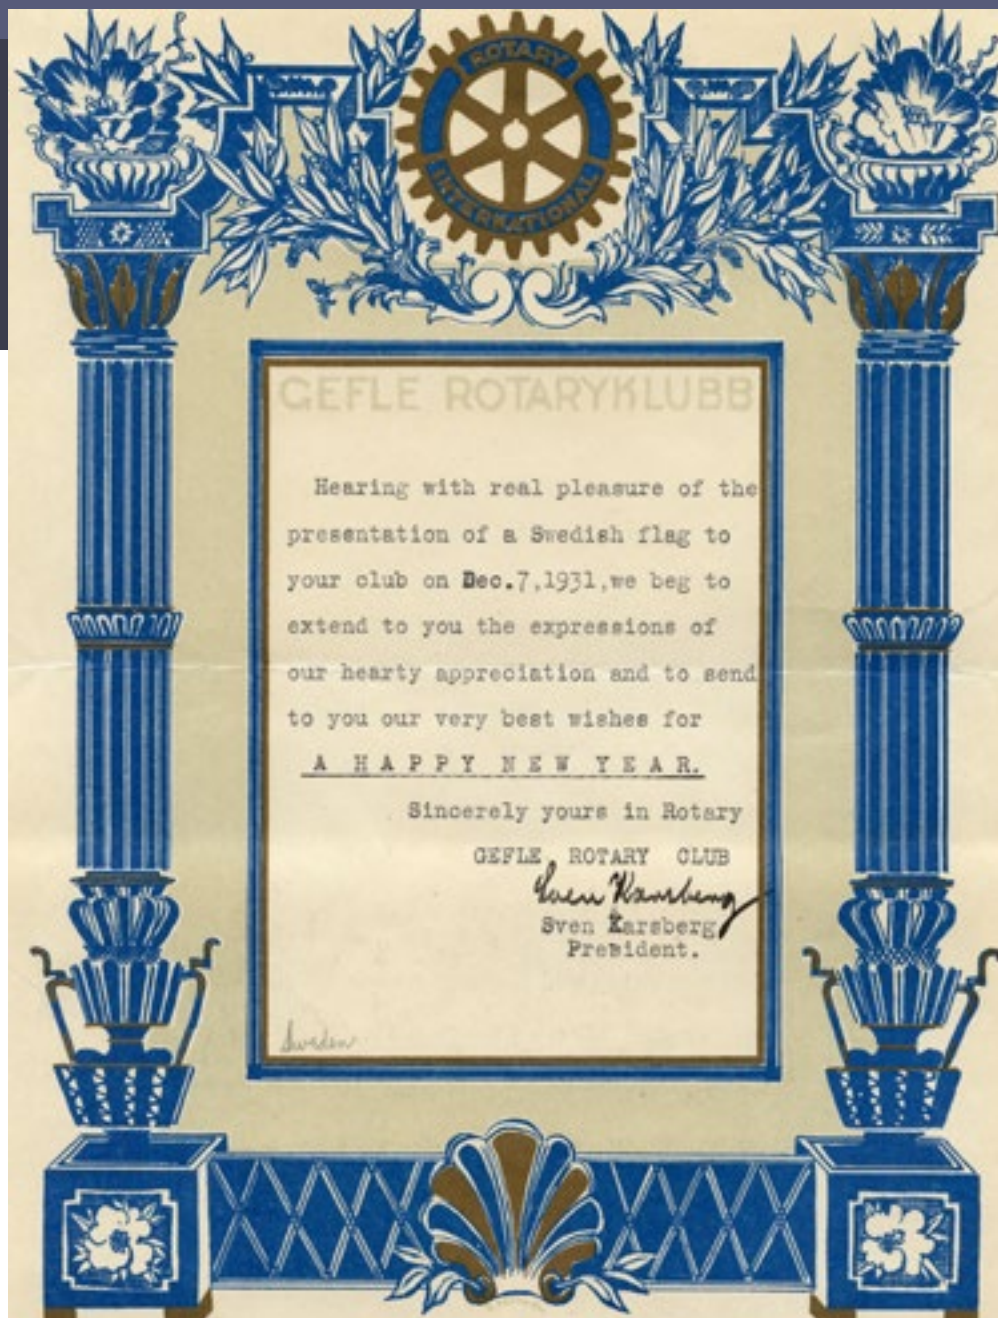 ROTARY
INTERNATIONAL
GEFLE ROTARYKLUBB
Hearing with real pleasure of the
presentation of a Swedish flag to
your club on Dec.7,1931,we beg to
extend to you the expressions of
our hearty appreciation and to send
to you our very best wishes for
A HAPPY NEW YEAR.
Sincerely yours in Rotary
GEFLE ROTARY CLUB
Sven Karsberg
Sven Karsberg
President.
Sweden